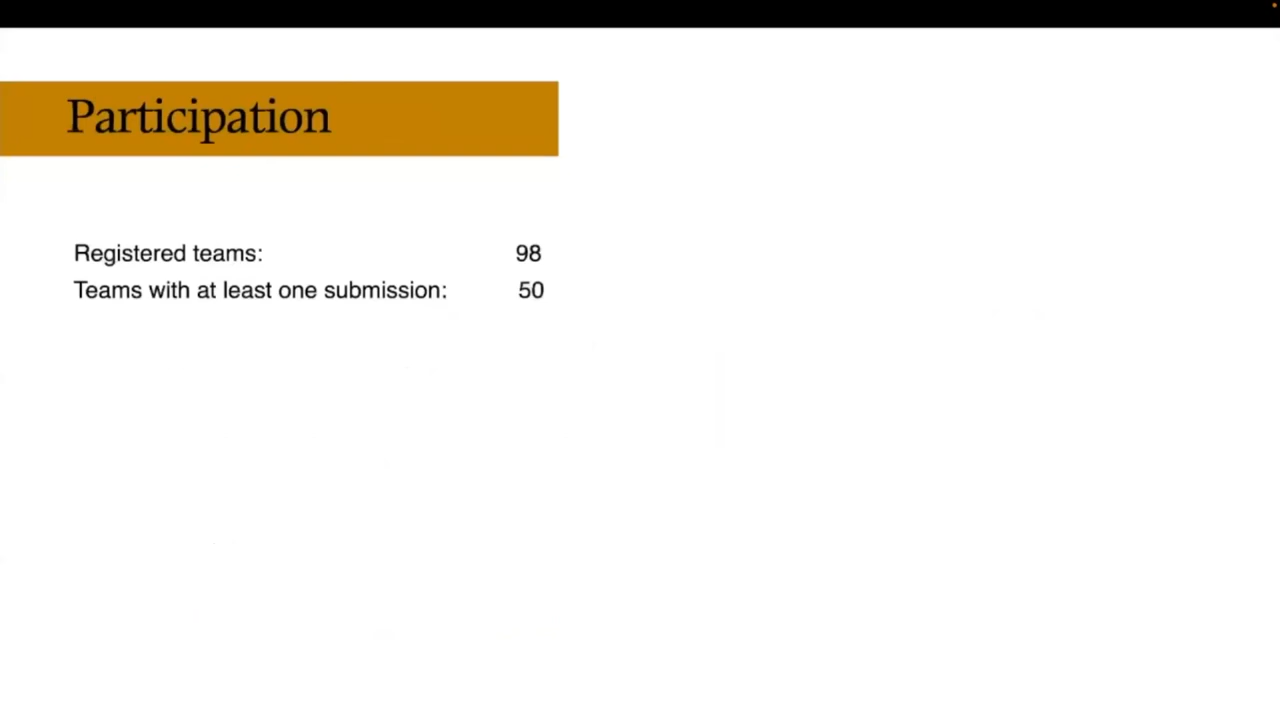 Participation
Registered teams: 98
Teams with at least one submission: 50